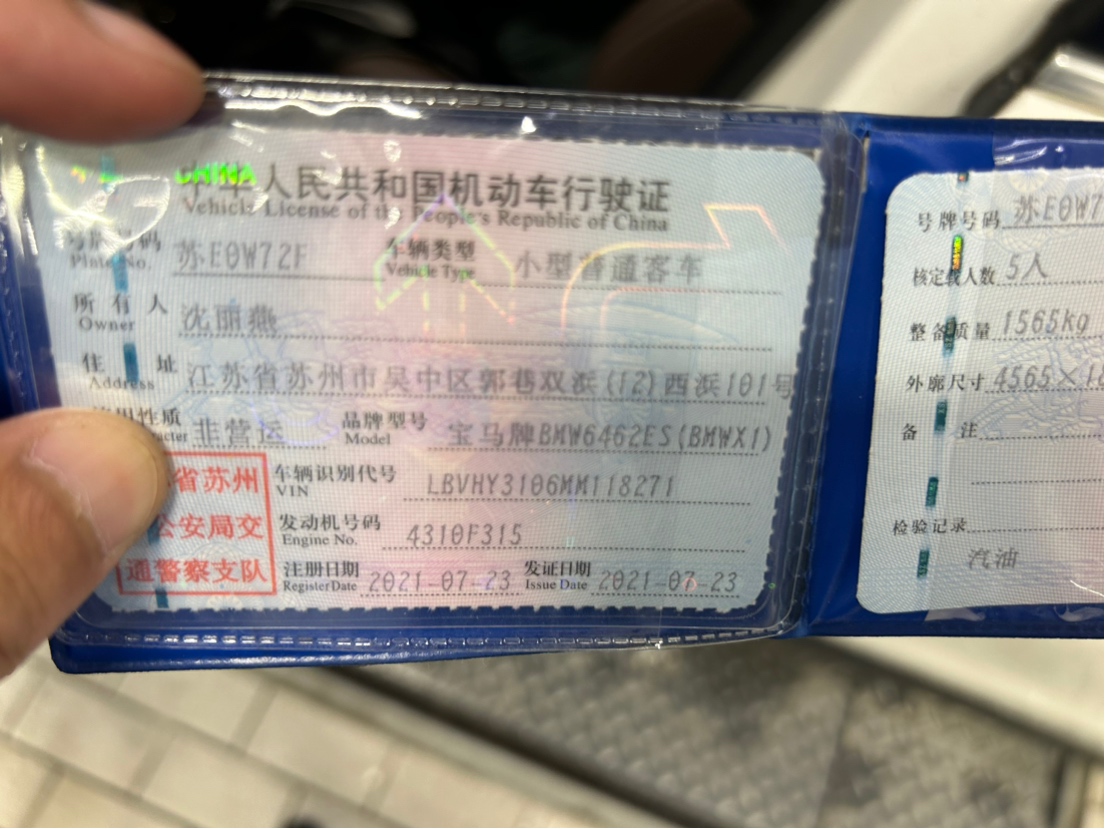 CHINA
人民共和国机动车行驶证
Vehicle License of the People's Republic of China
Plate No. 苏E0W72F 车辆类型 Vehicle Type 小型普通客车
所有人 Owner 沈丽燕
住址 Address 江苏省苏州市吴中区郭巷双浜(12)西浜101号
性质 非营运 品牌型号 Model 宝马牌BMW6462ES(BMWX1)
省苏州
公安局交
通警察支队
车辆识别代号 VIN LBVHY3106MM118271
发动机号码 Engine No. 4310F315
注册日期 Register Date 2021-07-23 发证日期 Issue Date 2021-07-23
号牌号码 苏E0W7
核定载人数 5人
整备质量 1565kg
外廓尺寸 4565×18
备注
检验记录
汽油